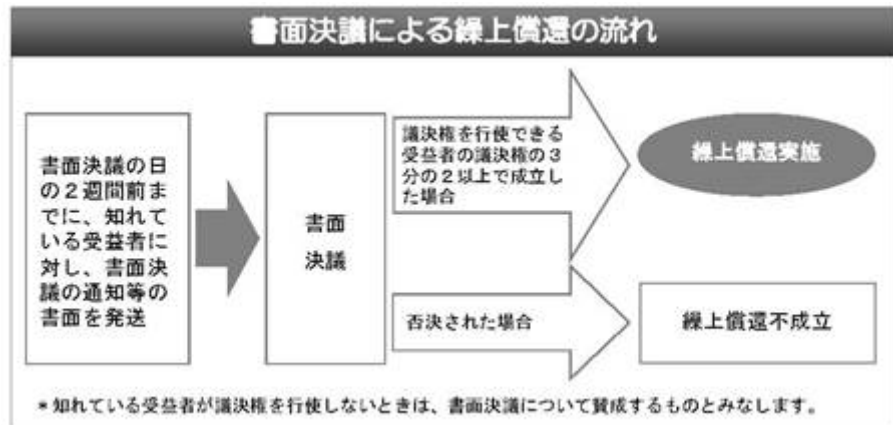 書面決議による繰上償還の流れ
書面決議の日
の２週間前ま
でに、知れて
いる受益者に
対し、書面決
議の通知等の
書面を発送
書面
決議
議決権を行使できる
受益者の議決権の３
分の２以上で成立し
た場合
繰上償還実施
否決された場合
繰上償還不成立
＊知れている受益者が議決権を行使しないときは、書面決議について賛成するものとみなします。